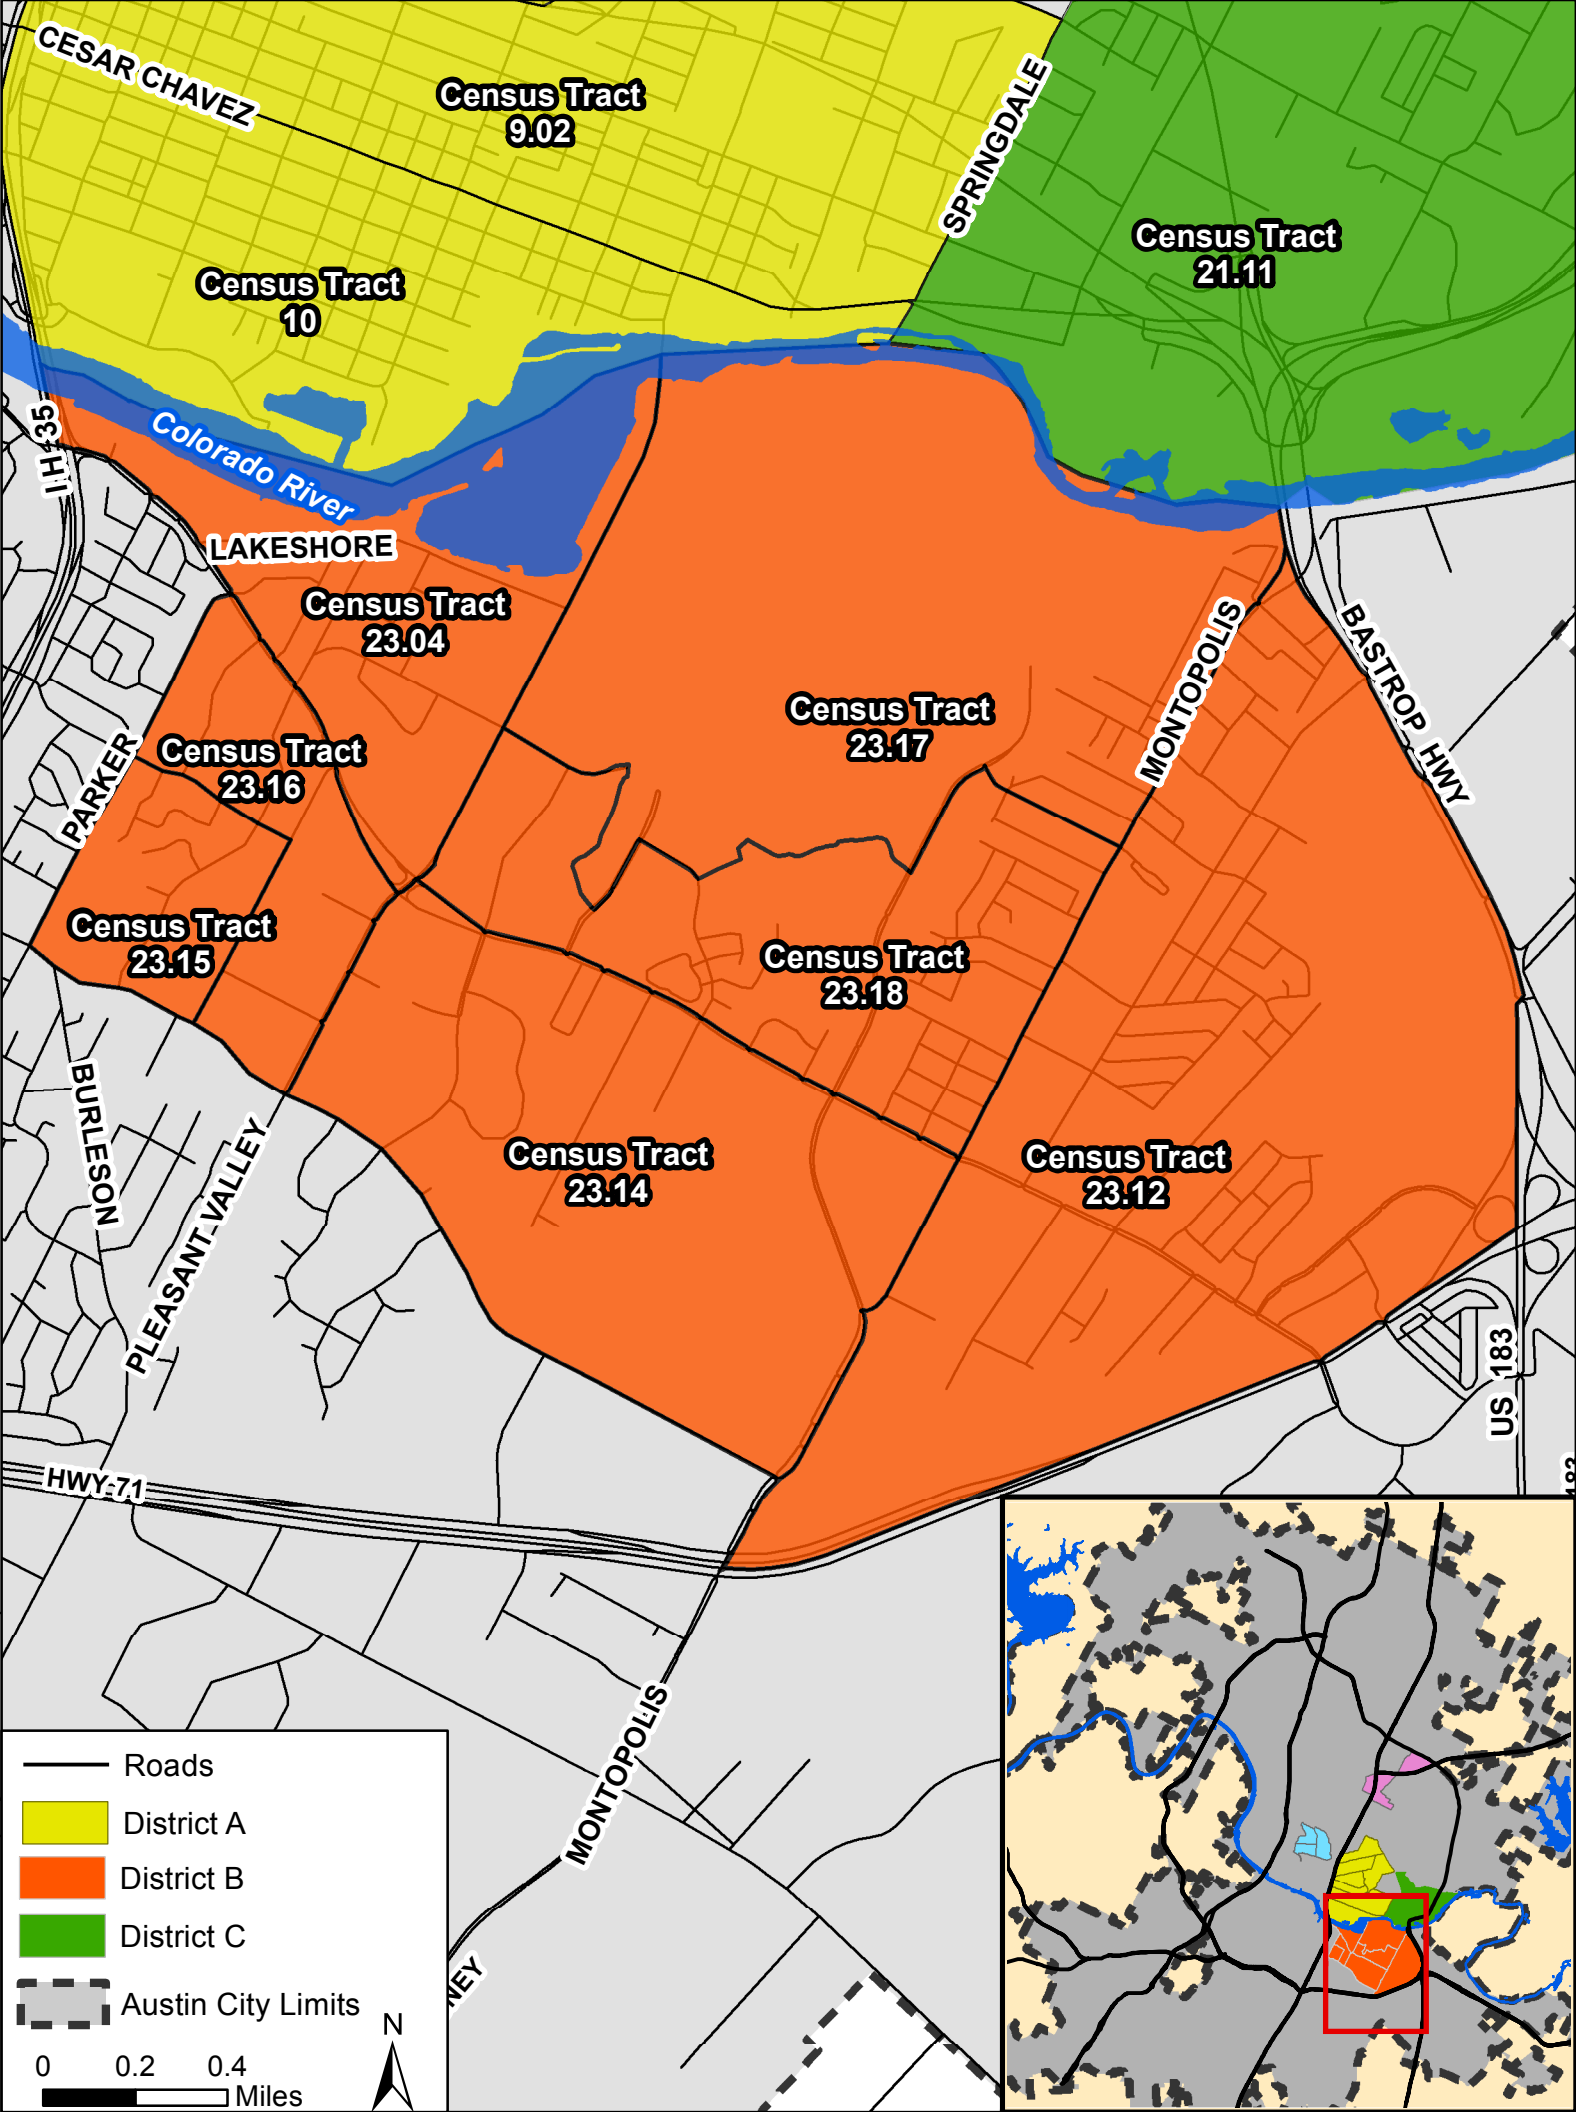 CESAR CHAVEZ
Census Tract
9.02
SPRINGDALE
Census Tract
21.11
Census Tract
10
IH 35
Colorado River
LAKESHORE
Census Tract
23.04
MONTOPOLIS
BASTROP HWY
Census Tract
23.17
PARKER
Census Tract
23.16
Census Tract
23.15
Census Tract
23.18
BURLESON
PLEASANT VALLEY
Census Tract
23.14
Census Tract
23.12
US 183
183
HWY 71
MONTOPOLIS
NEY
Roads
District A
District B
District C
Austin City Limits
N
0 0.2 0.4
Miles